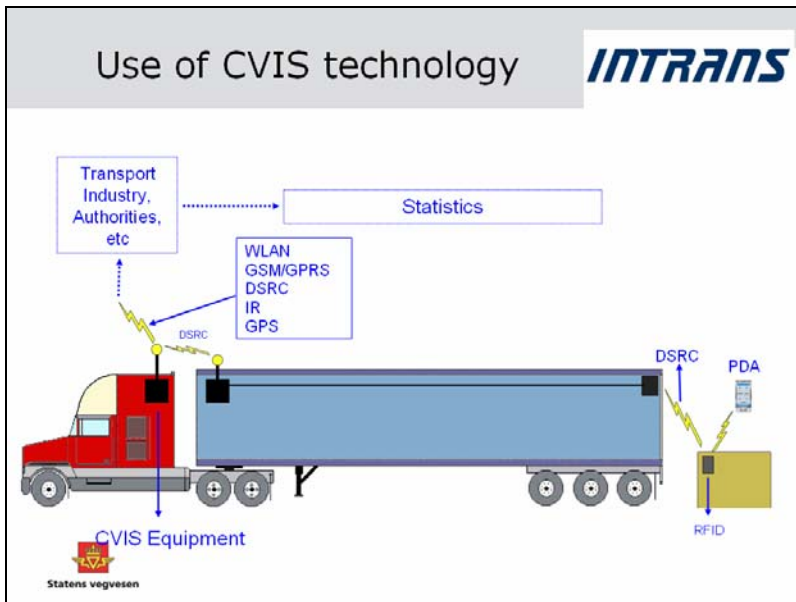 Use of CVIS technology
INTRANS
Transport
Industry,
Authorities,
etc
Statistics
WLAN
GSM/GPRS
DSRC
IR
GPS
DSRC
DSRC
PDA
RFID
CVIS Equipment
Statens vegvesen